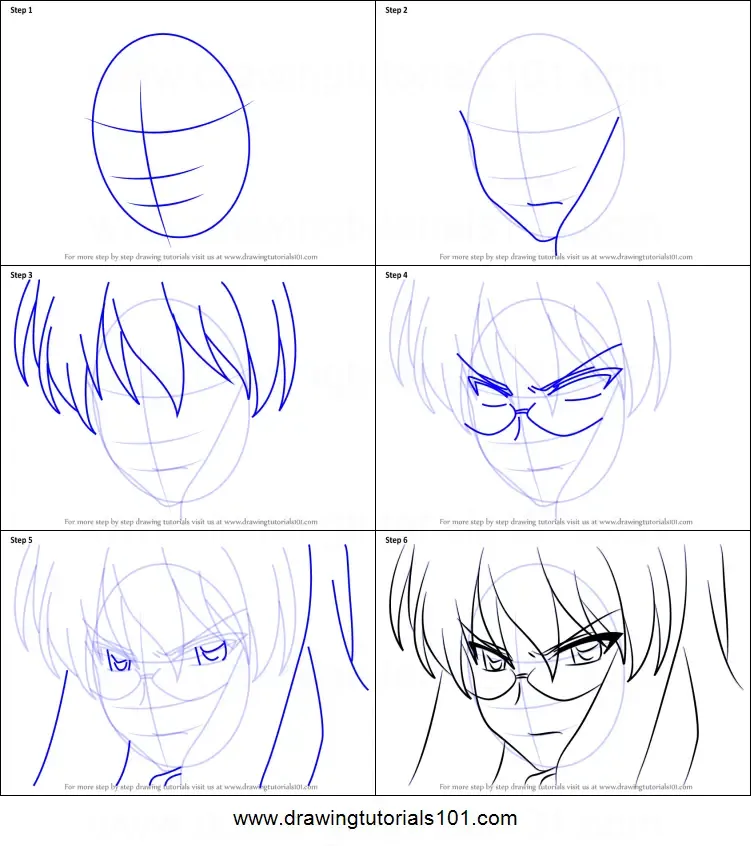 Step 1
Step 2
For more step by step drawing tutorials visit us at www.drawingtutorials101.com
For more step by step drawing tutorials visit us at www.drawingtutorials101.com
Step 3
Step 4
For more step by step drawing tutorials visit us at www.drawingtutorials101.com
For more step by step drawing tutorials visit us at www.drawingtutorials101.com
Step 5
Step 6
For more step by step drawing tutorials visit us at www.drawingtutorials101.com
For more step by step drawing tutorials visit us at www.drawingtutorials101.com
www.drawingtutorials101.com